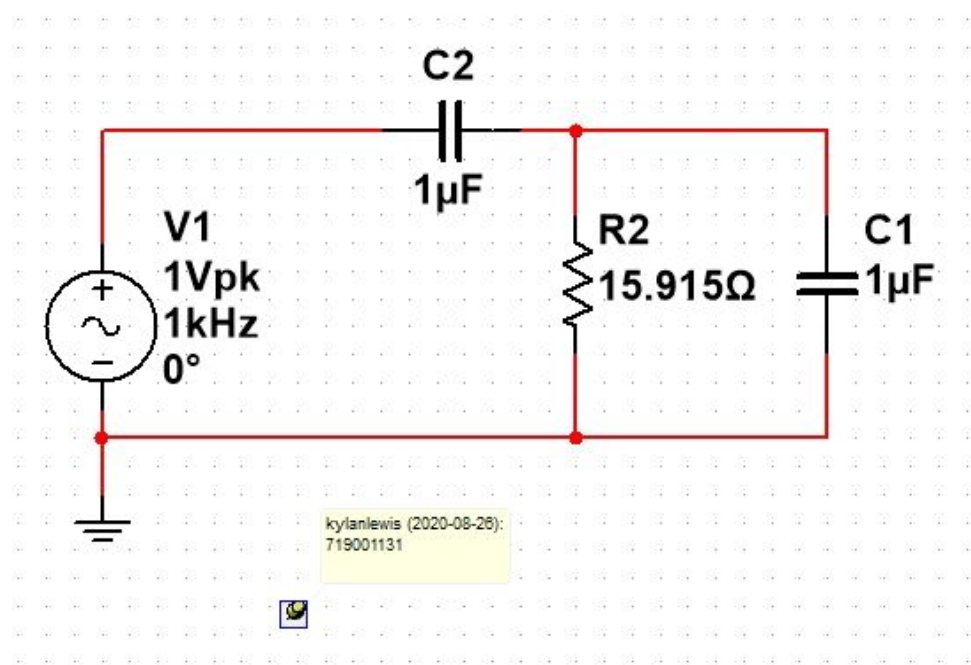 C2
1µF
V1
1Vpk
1kHz
0°
R2
15.915Ω
C1
1µF
kylanlewis (2020-08-26):
719001131